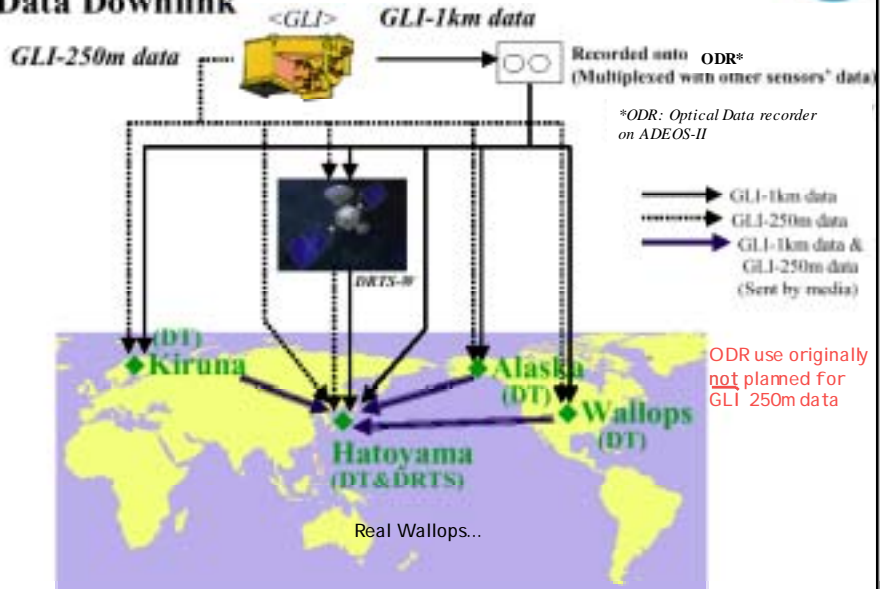 Data Downlink
<GLI>
GLI-1km data
GLI-250m data
Recorded onto ODR*
(Multiplexed with other sensors' data)
*ODR: Optical Data recorder
on ADEOS-II
GLI-1km data
GLI-250m data
GLI-1km data &
GLI-250m data
(Sent by media)
DRTS-W
(DT)
Kiruna
Alaska
(DT)
ODR use originally
not planned for
GLI 250m data
Wallops
(DT)
Hatoyama
(DT&DRTS)
Real Wallops...